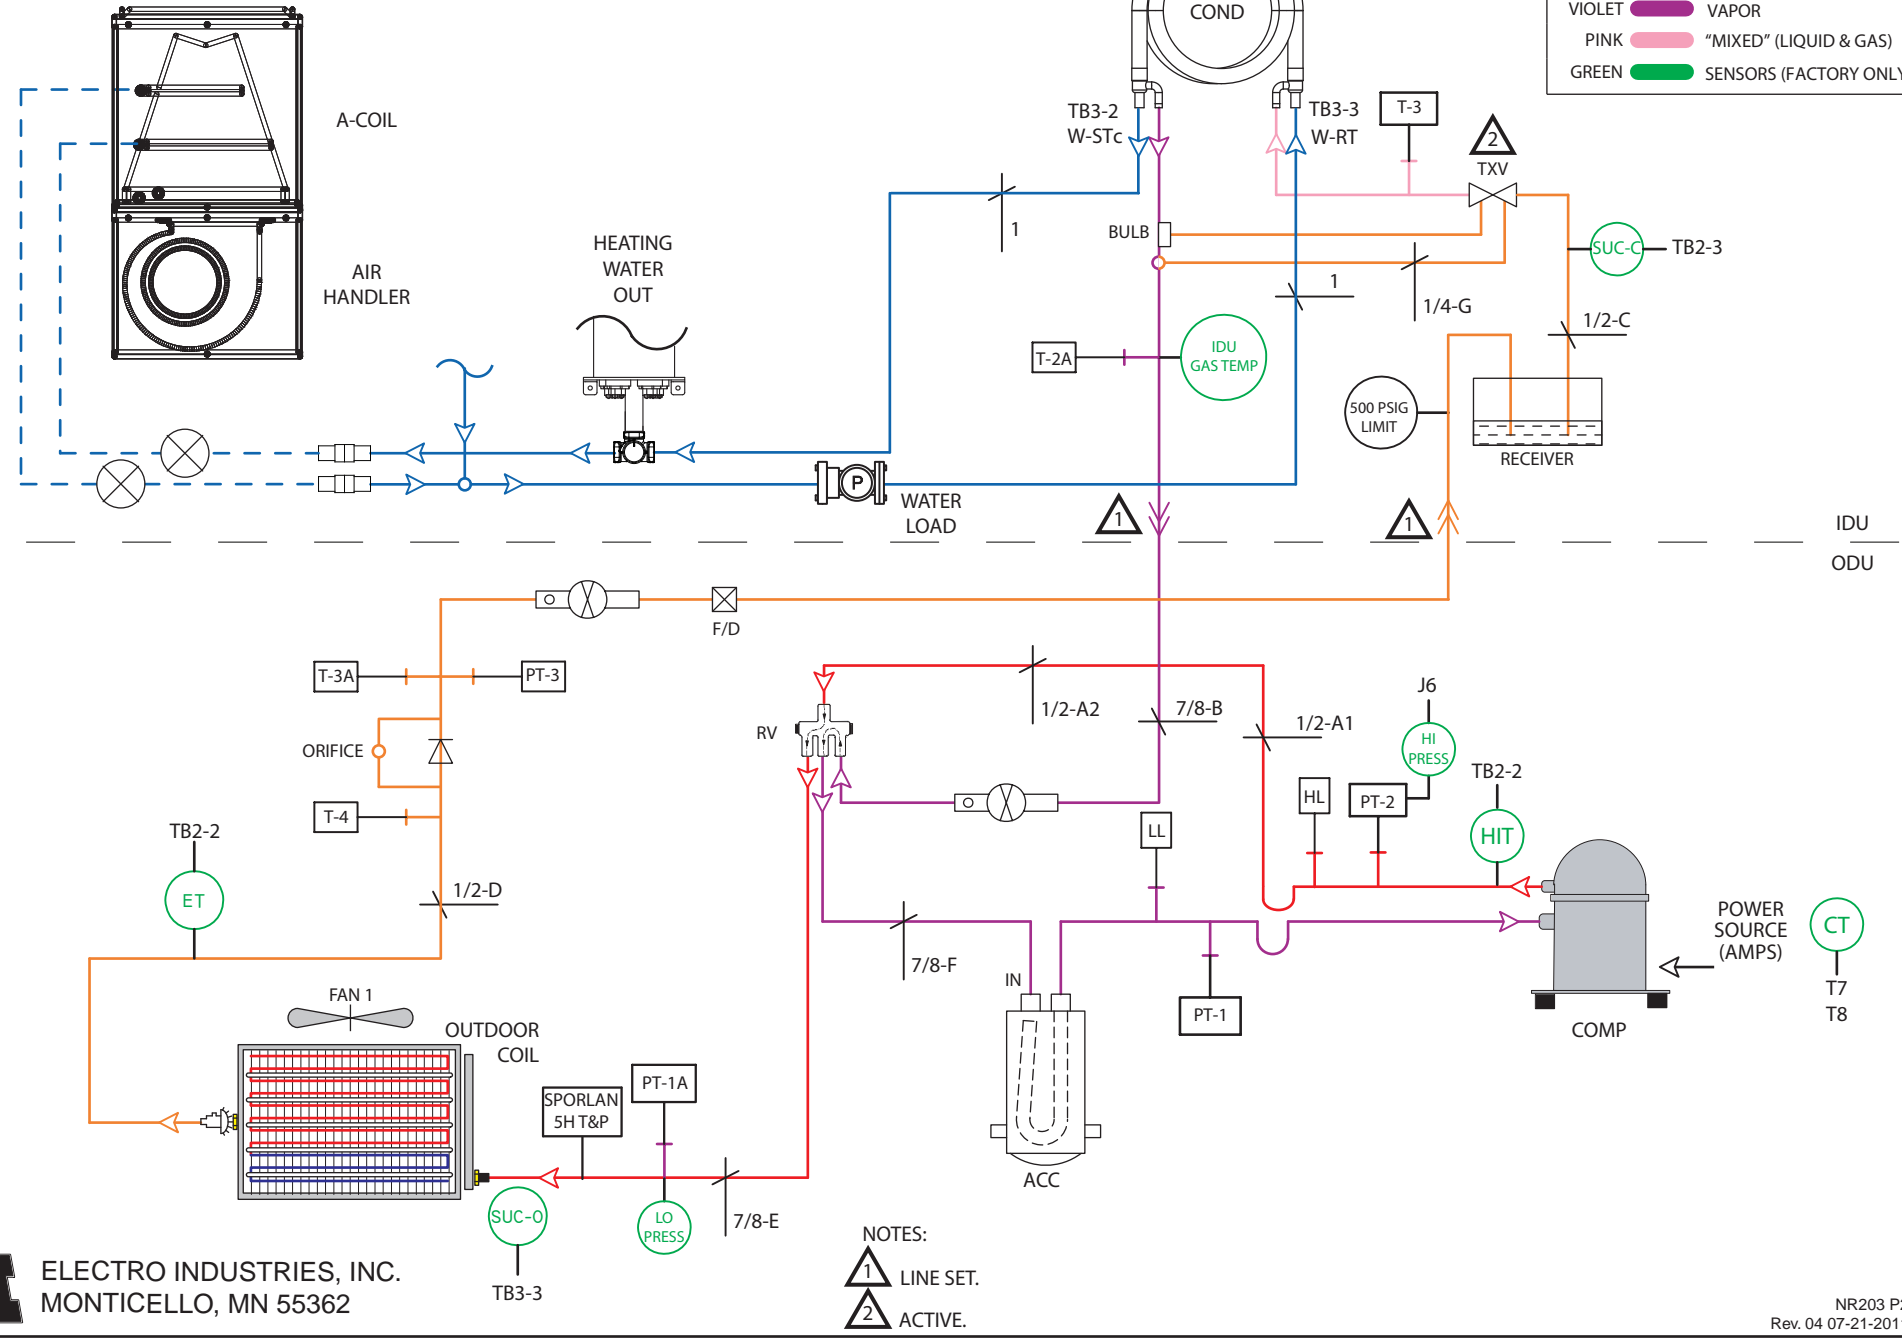 COND
VIOLET VAPOR
PINK "MIXED" (LIQUID & GAS)
GREEN SENSORS (FACTORY ONLY
A-COIL
AIR
HANDLER
HEATING
WATER
OUT
TB3-2
W-STc
TB3-3
W-RT
T-3
2
TXV
BULB
1
1
1/4-G
SUC-C
TB2-3
1/2-C
T-2A
IDU
GAS TEMP
500 PSIG
LIMIT
RECEIVER
P
WATER
LOAD
1
1
IDU
ODU
F/D
T-3A
PT-3
ORIFICE
T-4
TB2-2
ET
1/2-D
RV
1/2-A2
7/8-B
1/2-A1
J6
HI
PRESS
TB2-2
HL
PT-2
HIT
LL
7/8-F
IN
PT-1
ACC
COMP
POWER
SOURCE
(AMPS)
CT
T7
T8
FAN 1
OUTDOOR
COIL
SPORLAN
5H T&P
PT-1A
SUC-O
TB3-3
LO
PRESS
7/8-E
NOTES:
1 LINE SET.
2 ACTIVE.
ELECTRO INDUSTRIES, INC.
MONTICELLO, MN 55362
NR203 P2
Rev. 04 07-21-201